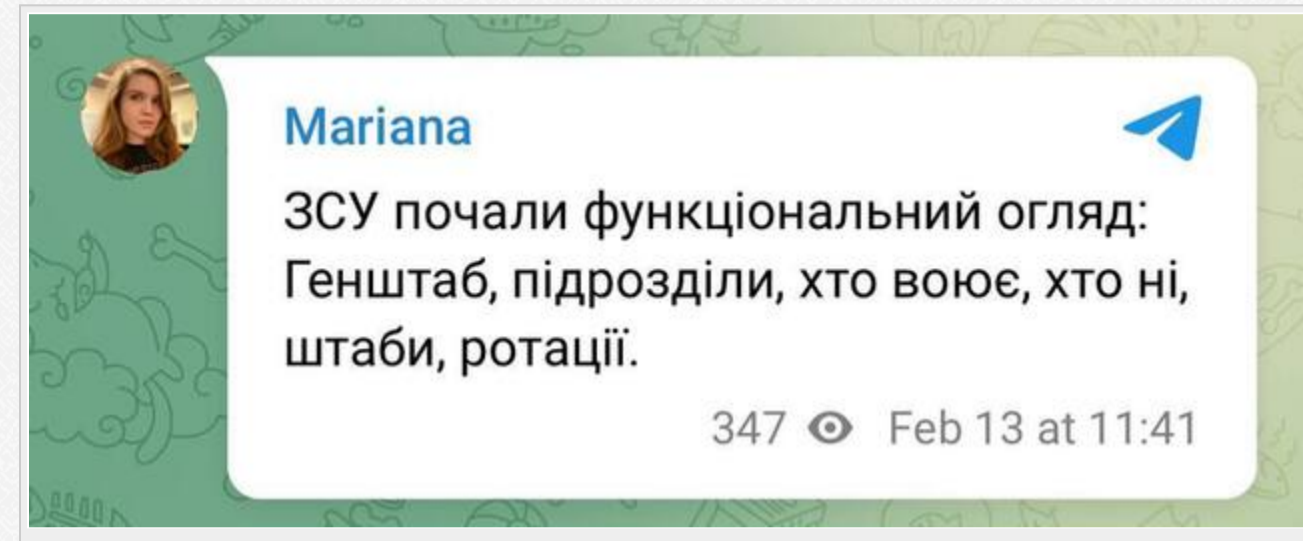 Mariana
ЗСУ почали функціональний огляд:
Генштаб, підрозділи, хто воює, хто ні,
штаби, ротації.
347 Feb 13 at 11:41